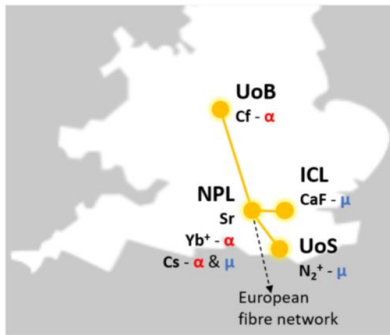 UoB
Cf - α
ICL
CaF - μ
NPL
Sr
Yb⁺ - α
Cs - α & μ
UoS
N₂⁺ - μ
European
fibre network